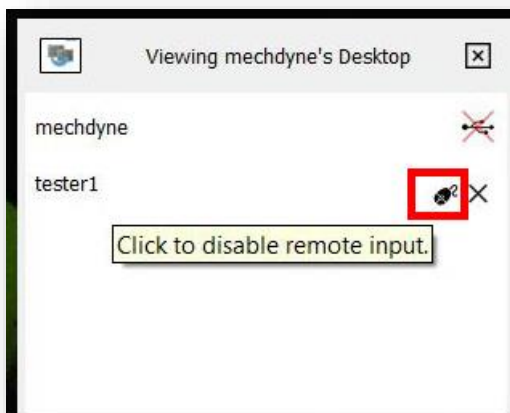 Viewing mechdyne's Desktop
mechdyne
tester1
Click to disable remote input.